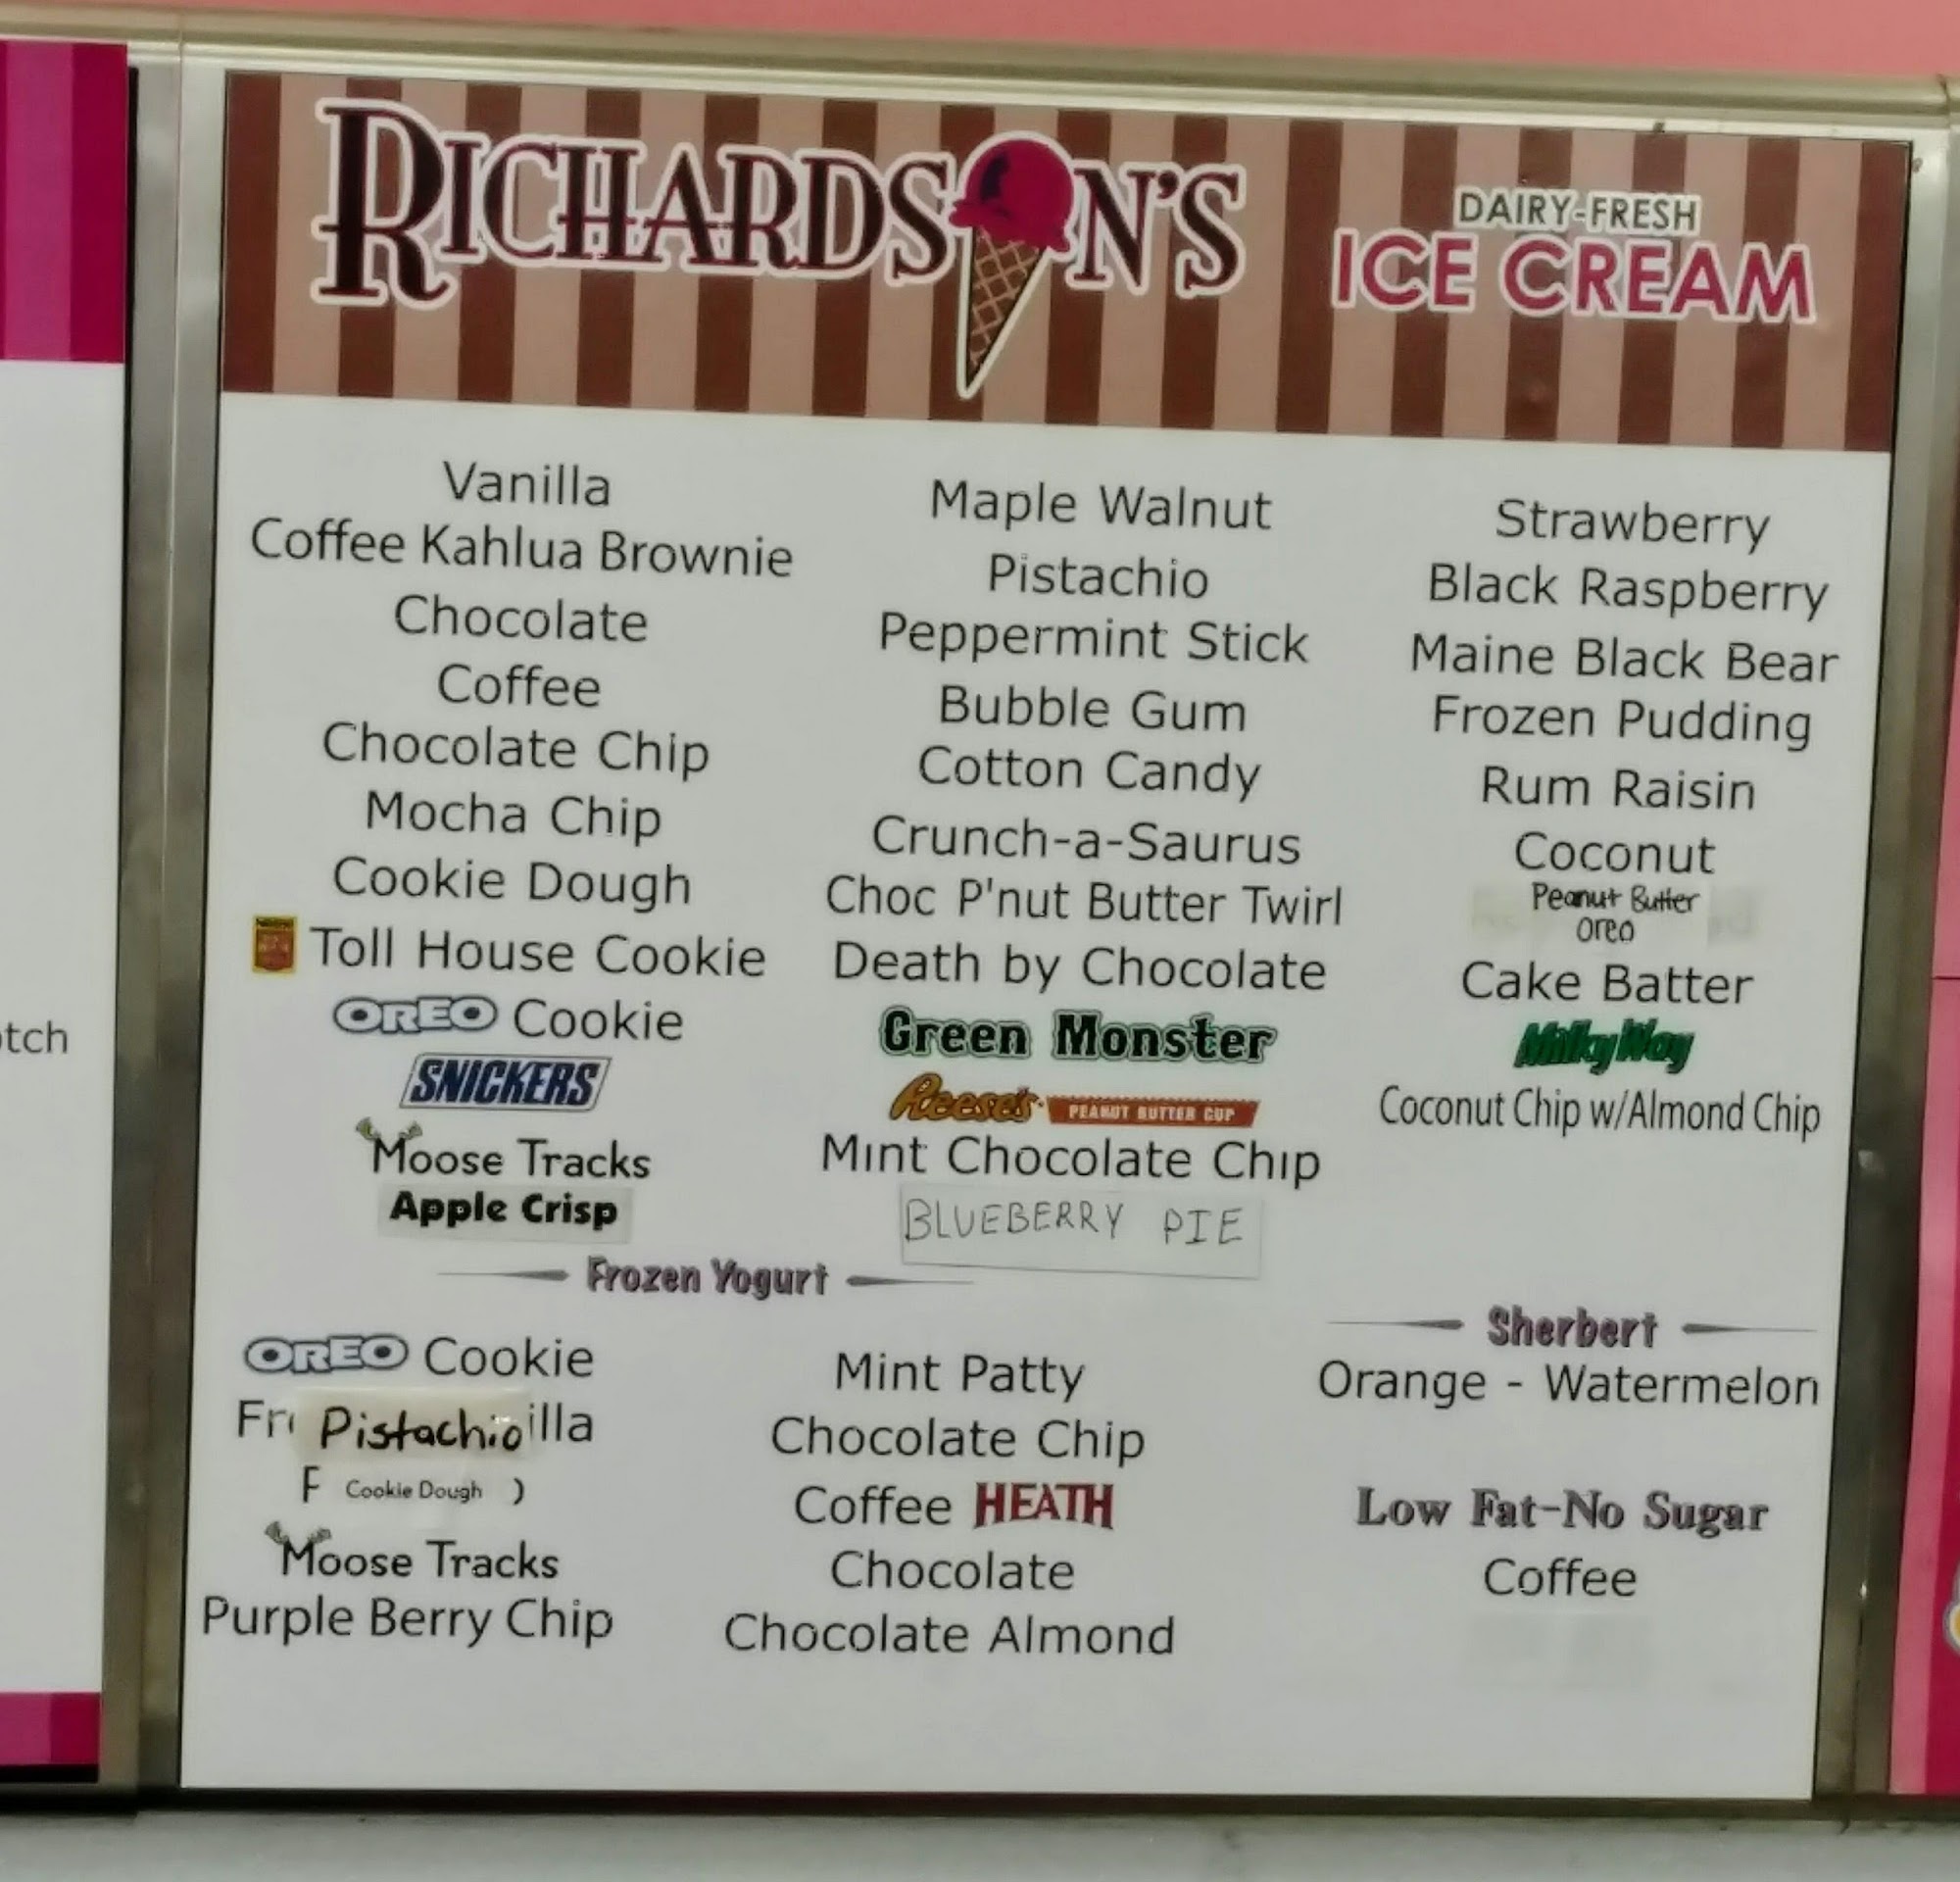 RICHARDSON'S
DAIRY-FRESH
ICE CREAM
Vanilla
Coffee Kahlua Brownie
Chocolate
Coffee
Chocolate Chip
Mocha Chip
Cookie Dough
Toll House Cookie
OREO Cookie
SNICKERS
Moose Tracks
Apple Crisp
Maple Walnut
Pistachio
Peppermint Stick
Bubble Gum
Cotton Candy
Crunch-a-Saurus
Choc P'nut Butter Twirl
Death by Chocolate
Green Monster
Reese's PEANUT BUTTER CUP
Mint Chocolate Chip
BLUEBERRY PIE
Strawberry
Black Raspberry
Maine Black Bear
Frozen Pudding
Rum Raisin
Coconut
Peanut Butter
Oreo
Cake Batter
Milky Way
Coconut Chip w/Almond Chip
Frozen Yogurt
OREO Cookie
Pistachio
Cookie Dough
Moose Tracks
Purple Berry Chip
Mint Patty
Chocolate Chip
Coffee HEATH
Chocolate
Chocolate Almond
Sherbert
Orange - Watermelon
Low Fat-No Sugar
Coffee